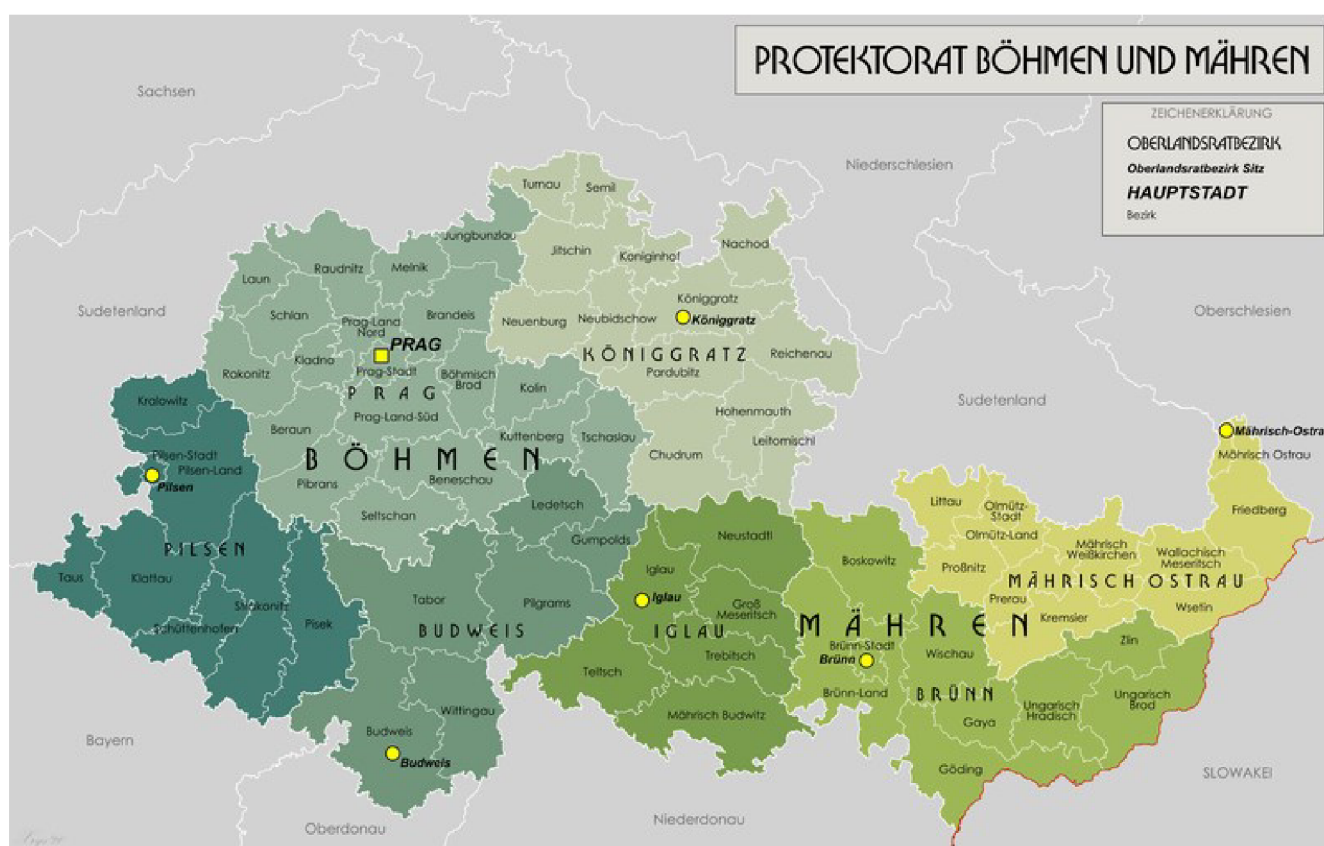 PROTEKTORAT BÖHMEN UND MÄHREN
ZEICHENERKLÄRUNG
OBERLANDSRATBEZIRK
Oberlandsratbezirk Sitz
HAUPTSTADT
Bezirk
Sachsen
Niederschlesien
Turnau
Semil
Jungbunzlau
Nachod
Jitschin
Koniginhof
Raudnitz
Melnik
Laun
Königgratz
Oberschlesien
Sudetenland
Schlan
Brandeis
Neuenburg
Neubidschow
Königgratz
Prag-Land
Nord
PRAG
KÖNIGGRATZ
Reichenau
Kladna
Rakonitz
Prag-Stadt
Böhmisch
Brod
Pardubitz
Kolin
PRAG
Kralowitz
Sudetenland
Prag-Land-Süd
Hohenmauth
Beraun
Kuttenberg
Tschaslau
Leitomischl
Mährisch-Ostra
BÖHMEN
Chudrum
Mährisch Ostrau
Pilsen-Stadt
Pilsen-Land
Pilsen
Pibrans
Beneschau
Ledetsch
Littau
Olmütz-
Stadt
Friedberg
Seltschan
Gumpolds
Neustadtl
Olmütz-Land
PILSEN
Boskowitz
Mährisch
Weißkirchen
Wallachisch
Meseritsch
Iglau
Proßnitz
MÄHRISCH OSTRAU
Taus
Klattau
Tabor
Pilgrams
Iglau
Groß
Meseritsch
Prerau
Wsetin
Kremsier
Schüttenhofen
Pisek
BUDWEIS
IGLAU
MÄHREN
Zlin
Brünn-Stadt
Brünn
Wischau
Trebitsch
Teltsch
Brünn-Land
BRÜNN
Ungarisch
Brod
Wittingau
Mährisch Budwitz
Ungarisch
Hradisch
Gaya
Budweis
Budweis
Bayern
Göding
SLOWAKEI
Niederdonau
Oberdonau